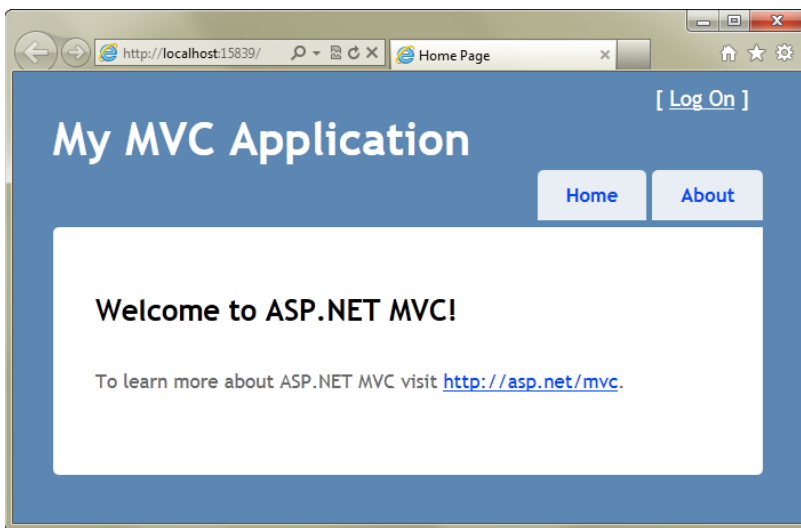 http://localhost:15839/
Home Page
[ Log On ]
My MVC Application
Home
About
Welcome to ASP.NET MVC!
To learn more about ASP.NET MVC visit http://asp.net/mvc.